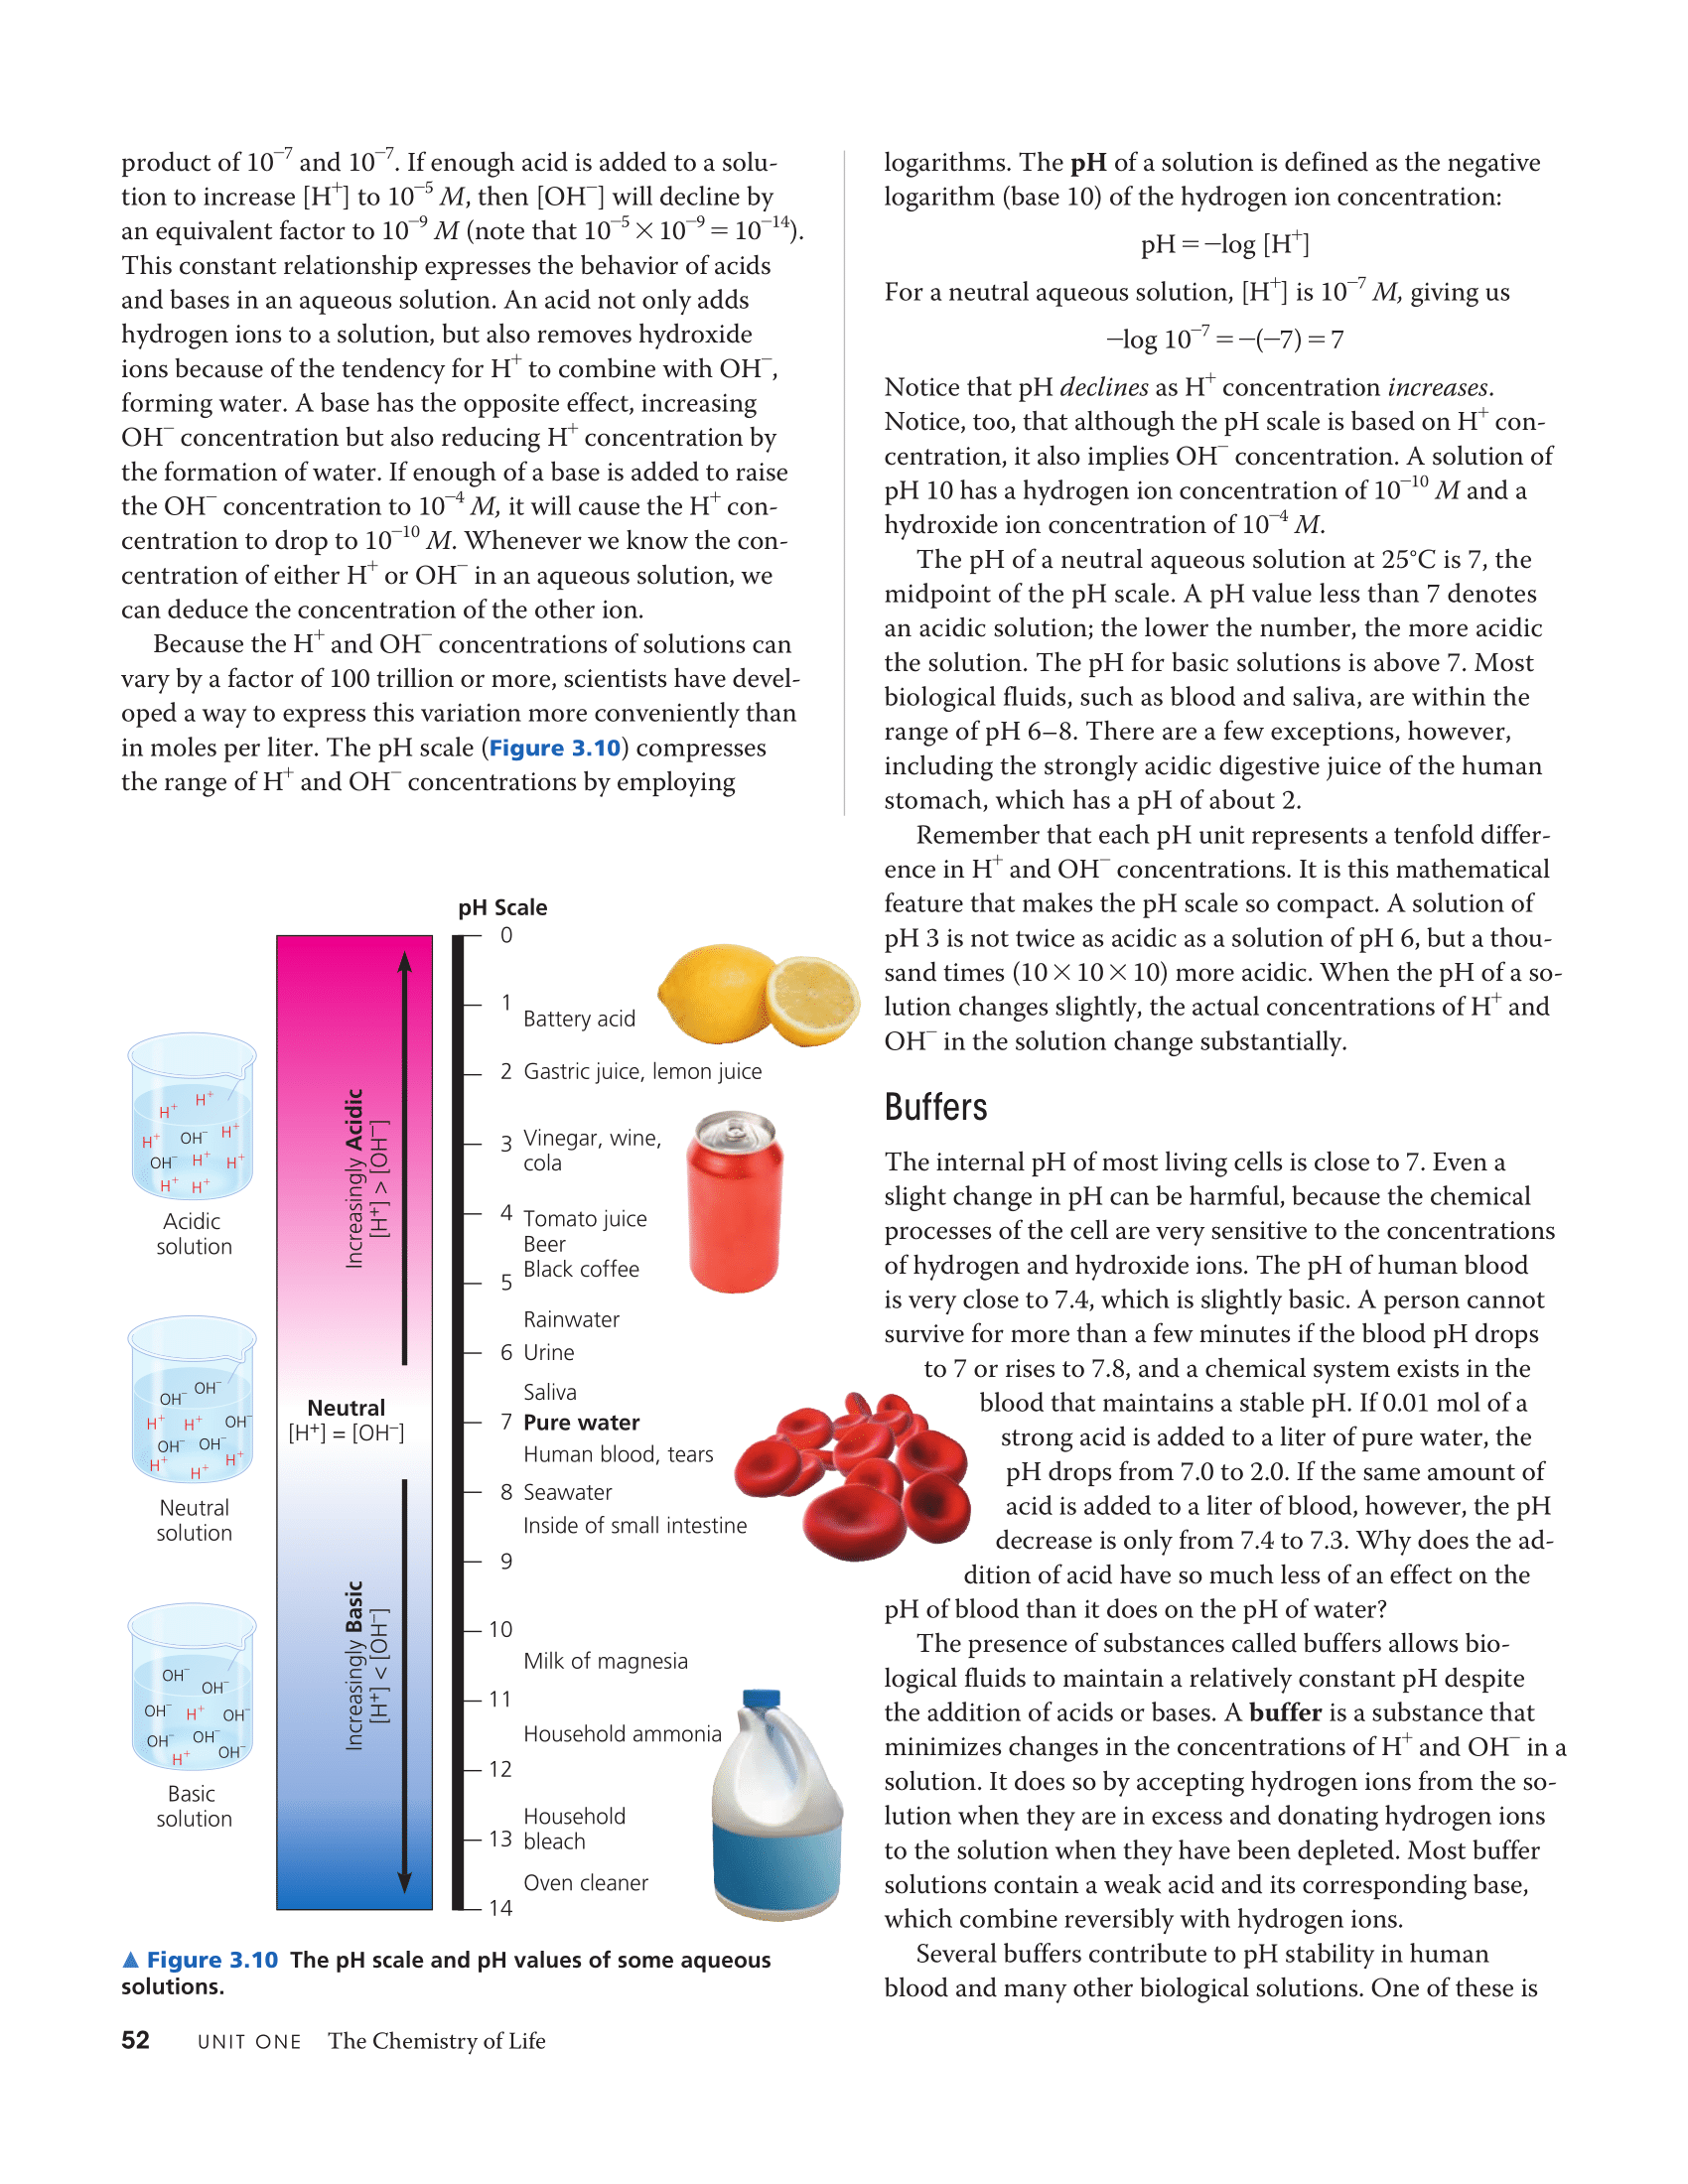 product of 10⁻⁷ and 10⁻⁷. If enough acid is added to a solu-
tion to increase [H⁺] to 10⁻⁵ M, then [OH⁻] will decline by
an equivalent factor to 10⁻⁹ M (note that 10⁻⁵ × 10⁻⁹ = 10⁻¹⁴).
This constant relationship expresses the behavior of acids
and bases in an aqueous solution. An acid not only adds
hydrogen ions to a solution, but also removes hydroxide
ions because of the tendency for H⁺ to combine with OH⁻,
forming water. A base has the opposite effect, increasing
OH⁻ concentration but also reducing H⁺ concentration by
the formation of water. If enough of a base is added to raise
the OH⁻ concentration to 10⁻⁴ M, it will cause the H⁺ con-
centration to drop to 10⁻¹⁰ M. Whenever we know the con-
centration of either H⁺ or OH⁻ in an aqueous solution, we
can deduce the concentration of the other ion.
Because the H⁺ and OH⁻ concentrations of solutions can
vary by a factor of 100 trillion or more, scientists have devel-
oped a way to express this variation more conveniently than
in moles per liter. The pH scale (Figure 3.10) compresses
the range of H⁺ and OH⁻ concentrations by employing
logarithms. The pH of a solution is defined as the negative
logarithm (base 10) of the hydrogen ion concentration:
pH = −log [H⁺]
For a neutral aqueous solution, [H⁺] is 10⁻⁷ M, giving us
−log 10⁻⁷ = −(−7) = 7
Notice that pH declines as H⁺ concentration increases.
Notice, too, that although the pH scale is based on H⁺ con-
centration, it also implies OH⁻ concentration. A solution of
pH 10 has a hydrogen ion concentration of 10⁻¹⁰ M and a
hydroxide ion concentration of 10⁻⁴ M.
The pH of a neutral aqueous solution at 25°C is 7, the
midpoint of the pH scale. A pH value less than 7 denotes
an acidic solution; the lower the number, the more acidic
the solution. The pH for basic solutions is above 7. Most
biological fluids, such as blood and saliva, are within the
range of pH 6–8. There are a few exceptions, however,
including the strongly acidic digestive juice of the human
stomach, which has a pH of about 2.
Remember that each pH unit represents a tenfold differ-
ence in H⁺ and OH⁻ concentrations. It is this mathematical
feature that makes the pH scale so compact. A solution of
pH 3 is not twice as acidic as a solution of pH 6, but a thou-
sand times (10 × 10 × 10) more acidic. When the pH of a so-
lution changes slightly, the actual concentrations of H⁺ and
OH⁻ in the solution change substantially.
Buffers
The internal pH of most living cells is close to 7. Even a
slight change in pH can be harmful, because the chemical
processes of the cell are very sensitive to the concentrations
of hydrogen and hydroxide ions. The pH of human blood
is very close to 7.4, which is slightly basic. A person cannot
survive for more than a few minutes if the blood pH drops
to 7 or rises to 7.8, and a chemical system exists in the
blood that maintains a stable pH. If 0.01 mol of a
strong acid is added to a liter of pure water, the
pH drops from 7.0 to 2.0. If the same amount of
acid is added to a liter of blood, however, the pH
decrease is only from 7.4 to 7.3. Why does the ad-
dition of acid have so much less of an effect on the
pH of blood than it does on the pH of water?
The presence of substances called buffers allows bio-
logical fluids to maintain a relatively constant pH despite
the addition of acids or bases. A buffer is a substance that
minimizes changes in the concentrations of H⁺ and OH⁻ in a
solution. It does so by accepting hydrogen ions from the so-
lution when they are in excess and donating hydrogen ions
to the solution when they have been depleted. Most buffer
solutions contain a weak acid and its corresponding base,
which combine reversibly with hydrogen ions.
Several buffers contribute to pH stability in human
blood and many other biological solutions. One of these is
pH Scale
0
1
Battery acid
2 Gastric juice, lemon juice
3 Vinegar, wine,
cola
4 Tomato juice
Beer
Black coffee
5
Rainwater
6 Urine
Saliva
7 Pure water
Human blood, tears
8 Seawater
Inside of small intestine
9
10
Milk of magnesia
11
Household ammonia
12
Household
13 bleach
Oven cleaner
14
Increasingly Acidic
[H⁺] > [OH⁻]
Neutral
[H⁺] = [OH⁻]
Increasingly Basic
[H⁺] < [OH⁻]
H⁺ H⁺
H⁺ OH⁻ H⁺
OH⁻ H⁺ H⁺
H⁺ H⁺
Acidic
solution
OH⁻ OH⁻
H⁺ H⁺ OH⁻
OH⁻ OH⁻
H⁺ H⁺ H⁺
Neutral
solution
OH⁻ OH⁻
OH⁻ H⁺ OH⁻
OH⁻ OH⁻
H⁺ OH⁻
Basic
solution
▲ Figure 3.10 The pH scale and pH values of some aqueous
solutions.
52 UNIT ONE The Chemistry of Life